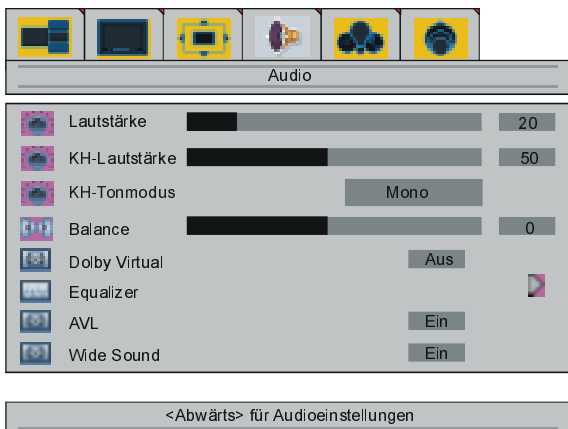 Audio
Lautstärke 20
KH-Lautstärke 50
KH-Tonmodus Mono
Balance 0
Dolby Virtual Aus
Equalizer
AVL Ein
Wide Sound Ein
<Abwärts> für Audioeinstellungen